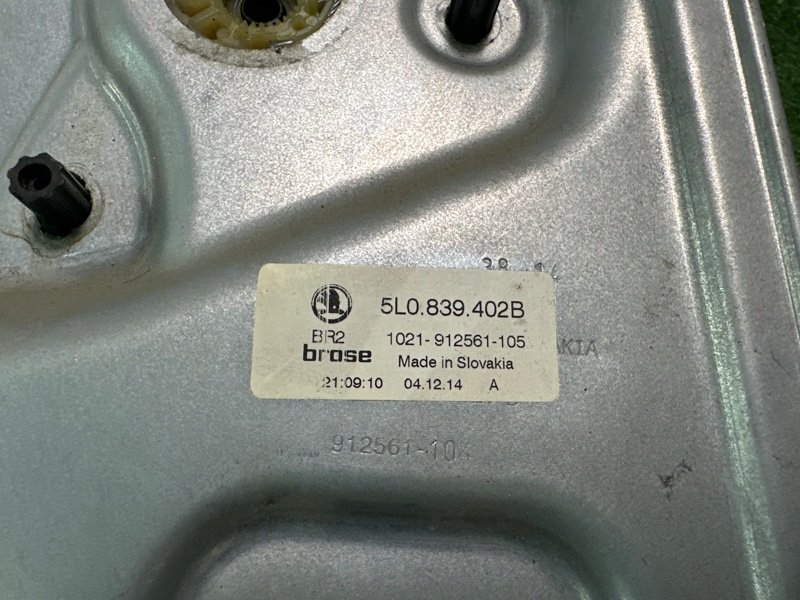 5L0.839.402B
BR2
1021- 912561-105
brose
Made in Slovakia
21:09:10 04.12.14 A
912561-104